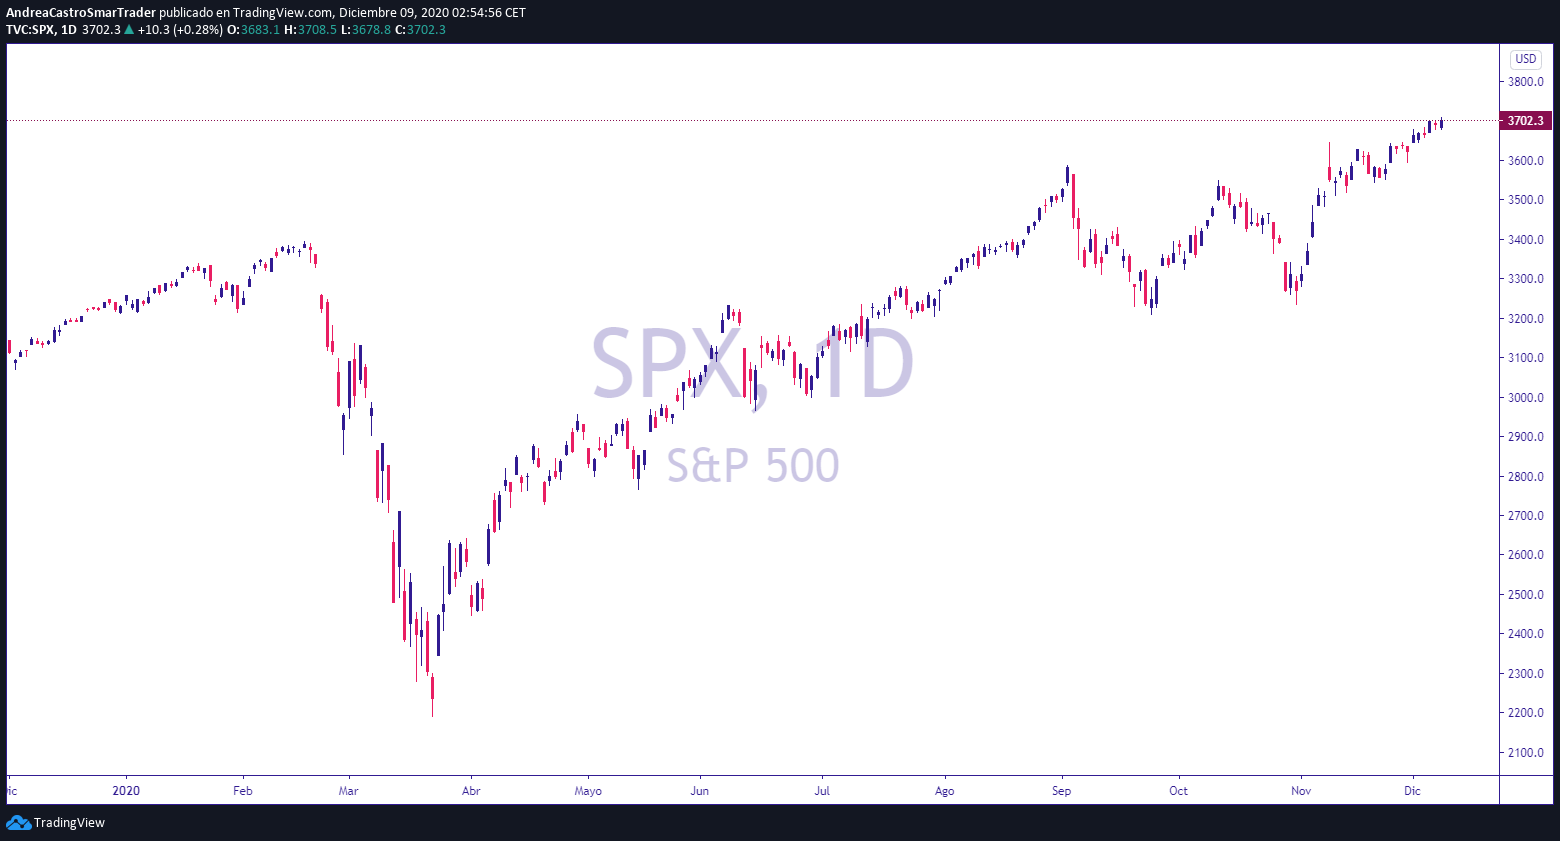 AndreaCastroSmarTrader publicado en TradingView.com, Diciembre 09, 2020 02:54:56 CET
TVC:SPX, 1D 3702.3 ▲ +10.3 (+0.28%) O:3683.1 H:3708.5 L:3678.8 C:3702.3
USD
3800.0
3702.3
3600.0
3500.0
3400.0
3300.0
3200.0
SPX, 1D
3100.0
3000.0
2900.0
S&P 500
2800.0
2700.0
2600.0
2500.0
2400.0
2300.0
2200.0
2100.0
ic 2020 Feb Mar Abr Mayo Jun Jul Ago Sep Oct Nov Dic
TradingView